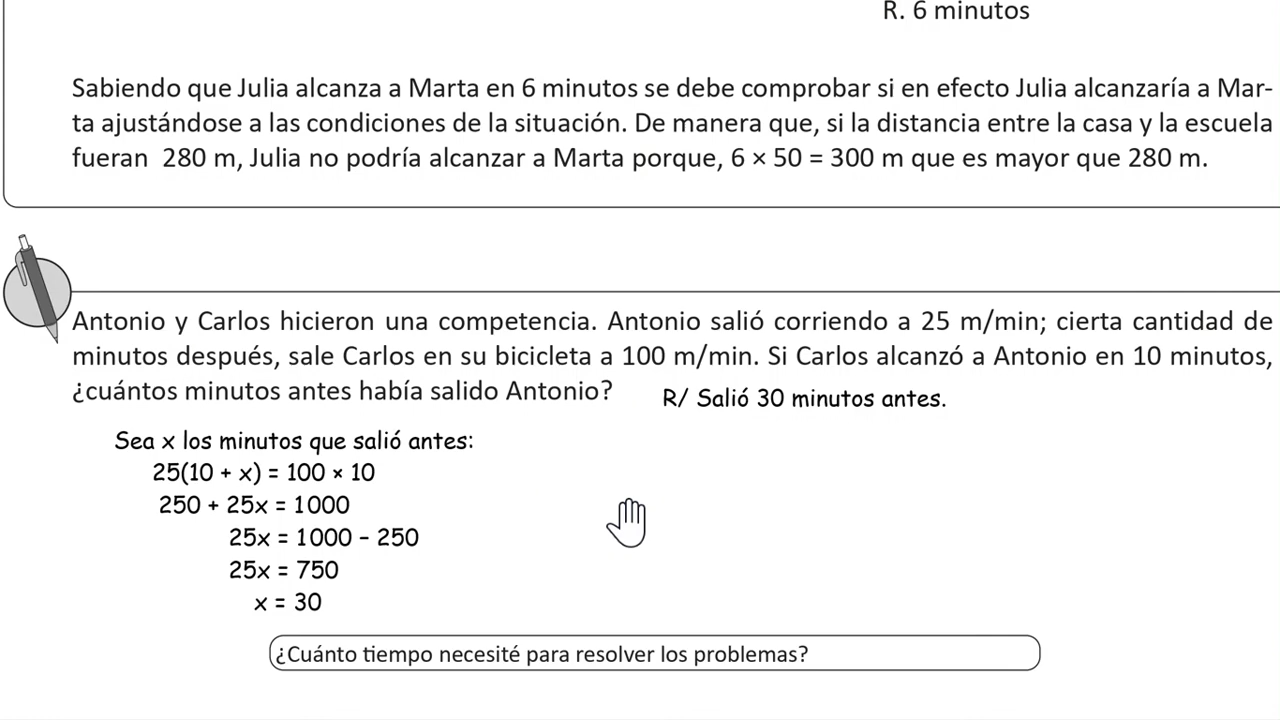 R. 6 minutos
Sabiendo que Julia alcanza a Marta en 6 minutos se debe comprobar si en efecto Julia alcanzaría a Mar-
ta ajustándose a las condiciones de la situación. De manera que, si la distancia entre la casa y la escuela
fueran 280 m, Julia no podría alcanzar a Marta porque, 6 × 50 = 300 m que es mayor que 280 m.
Antonio y Carlos hicieron una competencia. Antonio salió corriendo a 25 m/min; cierta cantidad de
minutos después, sale Carlos en su bicicleta a 100 m/min. Si Carlos alcanzó a Antonio en 10 minutos,
¿cuántos minutos antes había salido Antonio?
R/ Salió 30 minutos antes.
Sea x los minutos que salió antes:
25(10 + x) = 100 × 10
250 + 25x = 1000
25x = 1000 – 250
25x = 750
x = 30
¿Cuánto tiempo necesité para resolver los problemas?